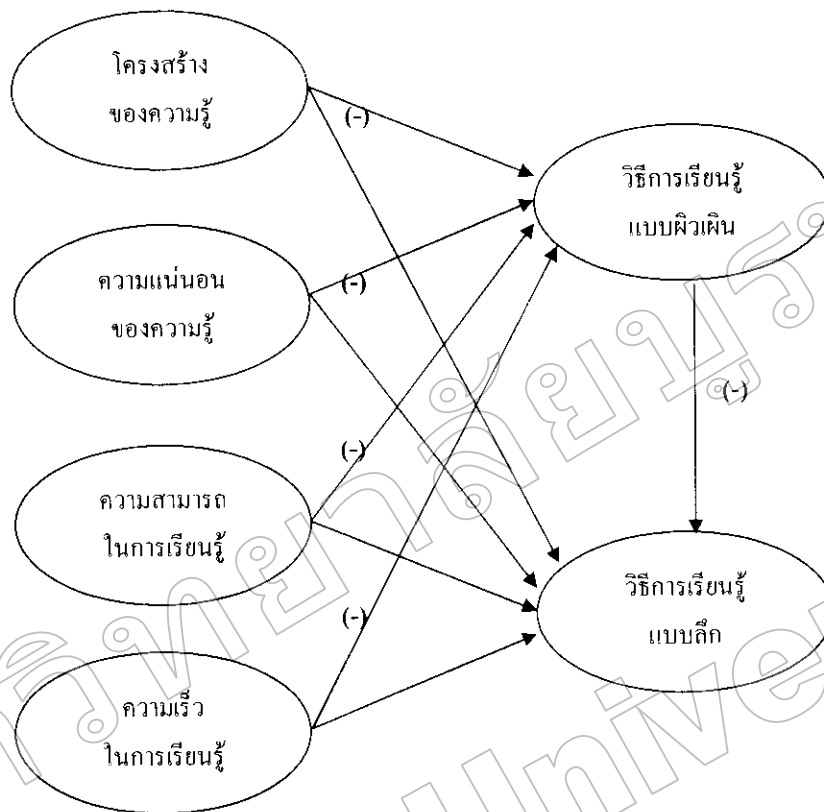 โครงสร้าง
ของความรู้
(-)
วิธีการเรียนรู้
แบบผิวเผิน
ความแน่นอน
ของความรู้
(-)
(-)
(-)
ความสามารถ
ในการเรียนรู้
วิธีการเรียนรู้
แบบลึก
(-)
ความเร็ว
ในการเรียนรู้